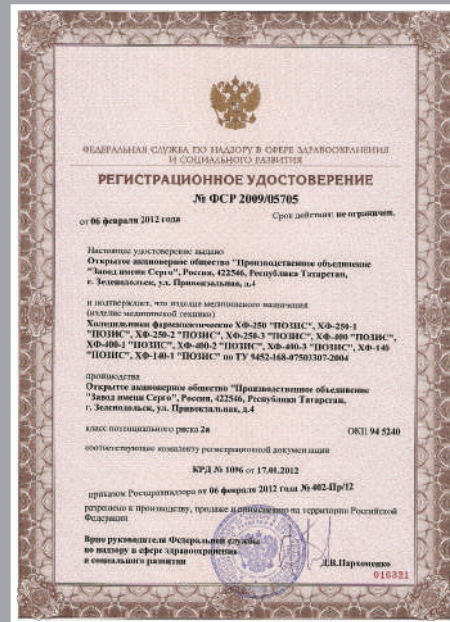 ФЕДЕРАЛЬНАЯ СЛУЖБА ПО НАДЗОРУ В СФЕРЕ ЗДРАВООХРАНЕНИЯ
И СОЦИАЛЬНОГО РАЗВИТИЯ
РЕГИСТРАЦИОННОЕ УДОСТОВЕРЕНИЕ
№ ФСР 2009/05705
от 06 февраля 2012 года
Срок действия: не ограничен.
Настоящее удостоверение выдано
Открытое акционерное общество "Производственное объединение
"Завод имени Серго", Россия, 422546, Республика Татарстан,
г. Зеленодольск, ул. Привокзальная, д.4
и подтверждает, что изделие медицинского назначения
(изделие медицинской техники)
Холодильники фармацевтические ХФ-250 "ПОЗИС", ХФ-250-1
"ПОЗИС", ХФ-250-2 "ПОЗИС", ХФ-250-3 "ПОЗИС", ХФ-400 "ПОЗИС",
ХФ-400-1 "ПОЗИС", ХФ-400-2 "ПОЗИС", ХФ-400-3 "ПОЗИС", ХФ-140
"ПОЗИС", ХФ-140-1 "ПОЗИС" по ТУ 9452-168-07503307-2004
производства
Открытое акционерное общество "Производственное объединение
"Завод имени Серго", Россия, 422546, Республика Татарстан,
г. Зеленодольск, ул. Привокзальная, д.4
класс потенциального риска 2а
ОКП 94 5240
соответствующее комплекту регистрационной документации
КРД № 1096 от 17.01.2012
приказом Росздравнадзора от 06 февраля 2012 года № 402-Пр/12
разрешено к производству, продаже и применению на территории Российской
Федерации
Врио руководителя Федеральной службы
по надзору в сфере здравоохранения
и социального развития
Д.В.Пархоменко
016321